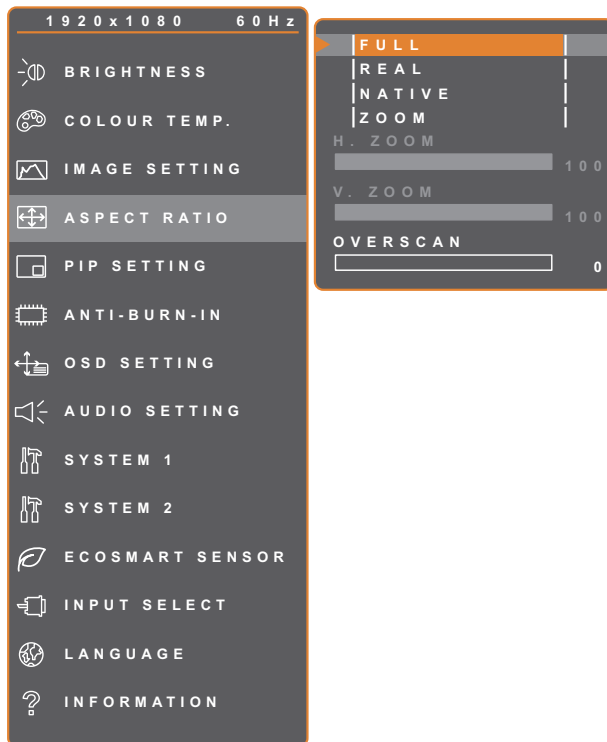 1920x1080 60Hz
BRIGHTNESS
COLOUR TEMP.
IMAGE SETTING
ASPECT RATIO
PIP SETTING
ANTI-BURN-IN
OSD SETTING
AUDIO SETTING
SYSTEM 1
SYSTEM 2
ECOSMART SENSOR
INPUT SELECT
LANGUAGE
INFORMATION
FULL
REAL
NATIVE
ZOOM
H. ZOOM
100
V. ZOOM
100
OVERSCAN
0